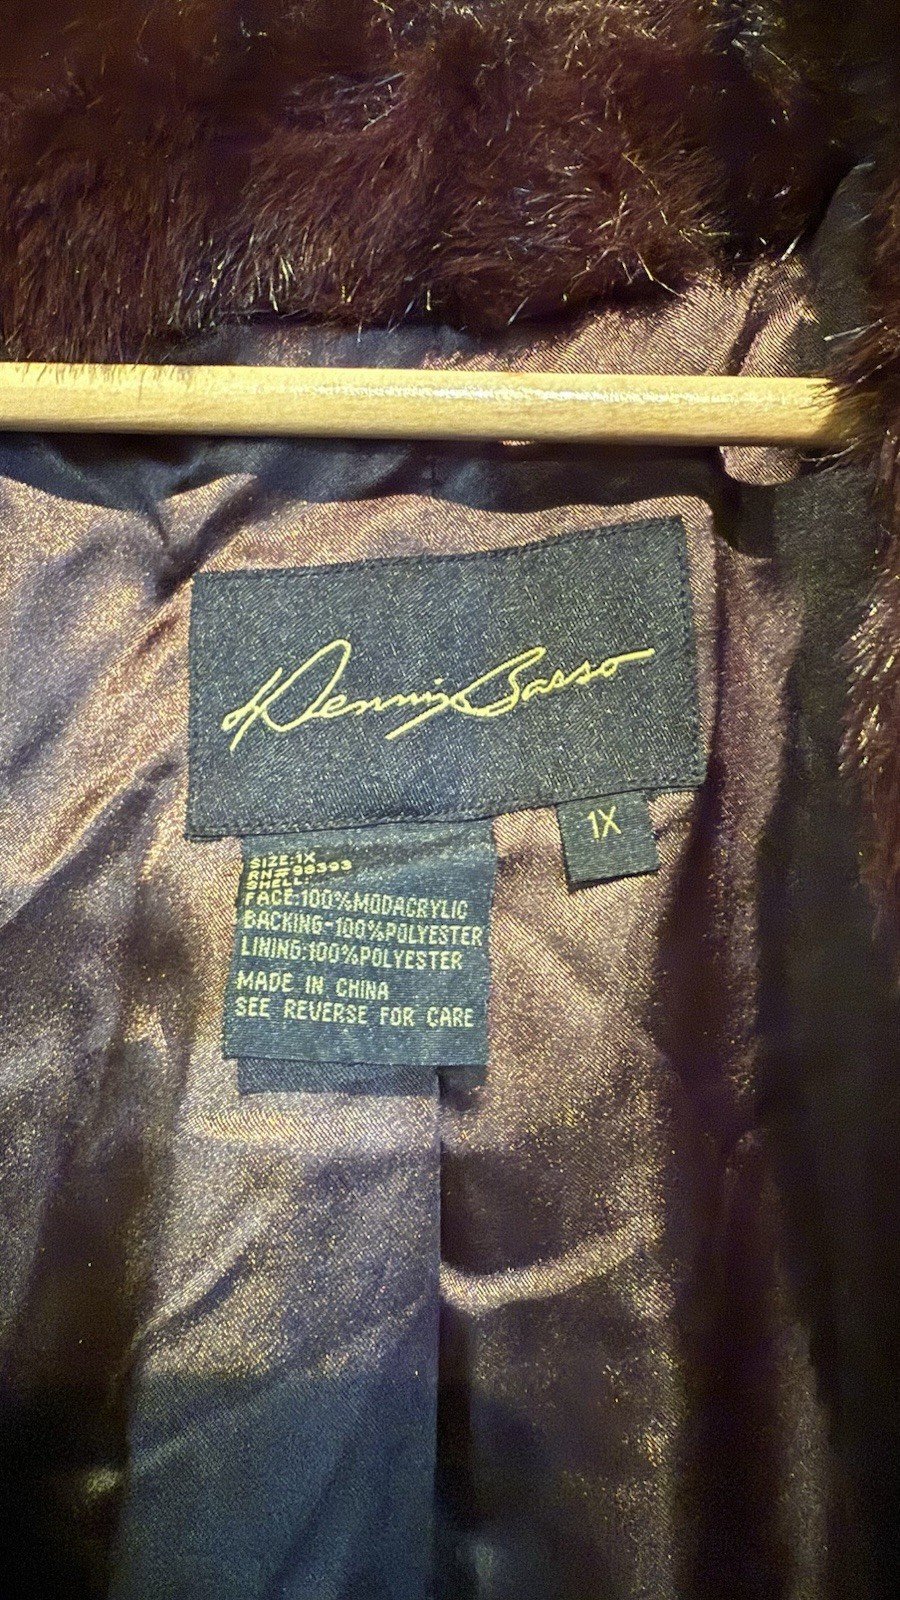 Dennis Basso
1X
SIZE:1X
RN#98393
SHELL:
FACE:100%MODACRYLIC
BACKING-100%POLYESTER
LINING:100%POLYESTER
MADE IN CHINA
SEE REVERSE FOR CARE